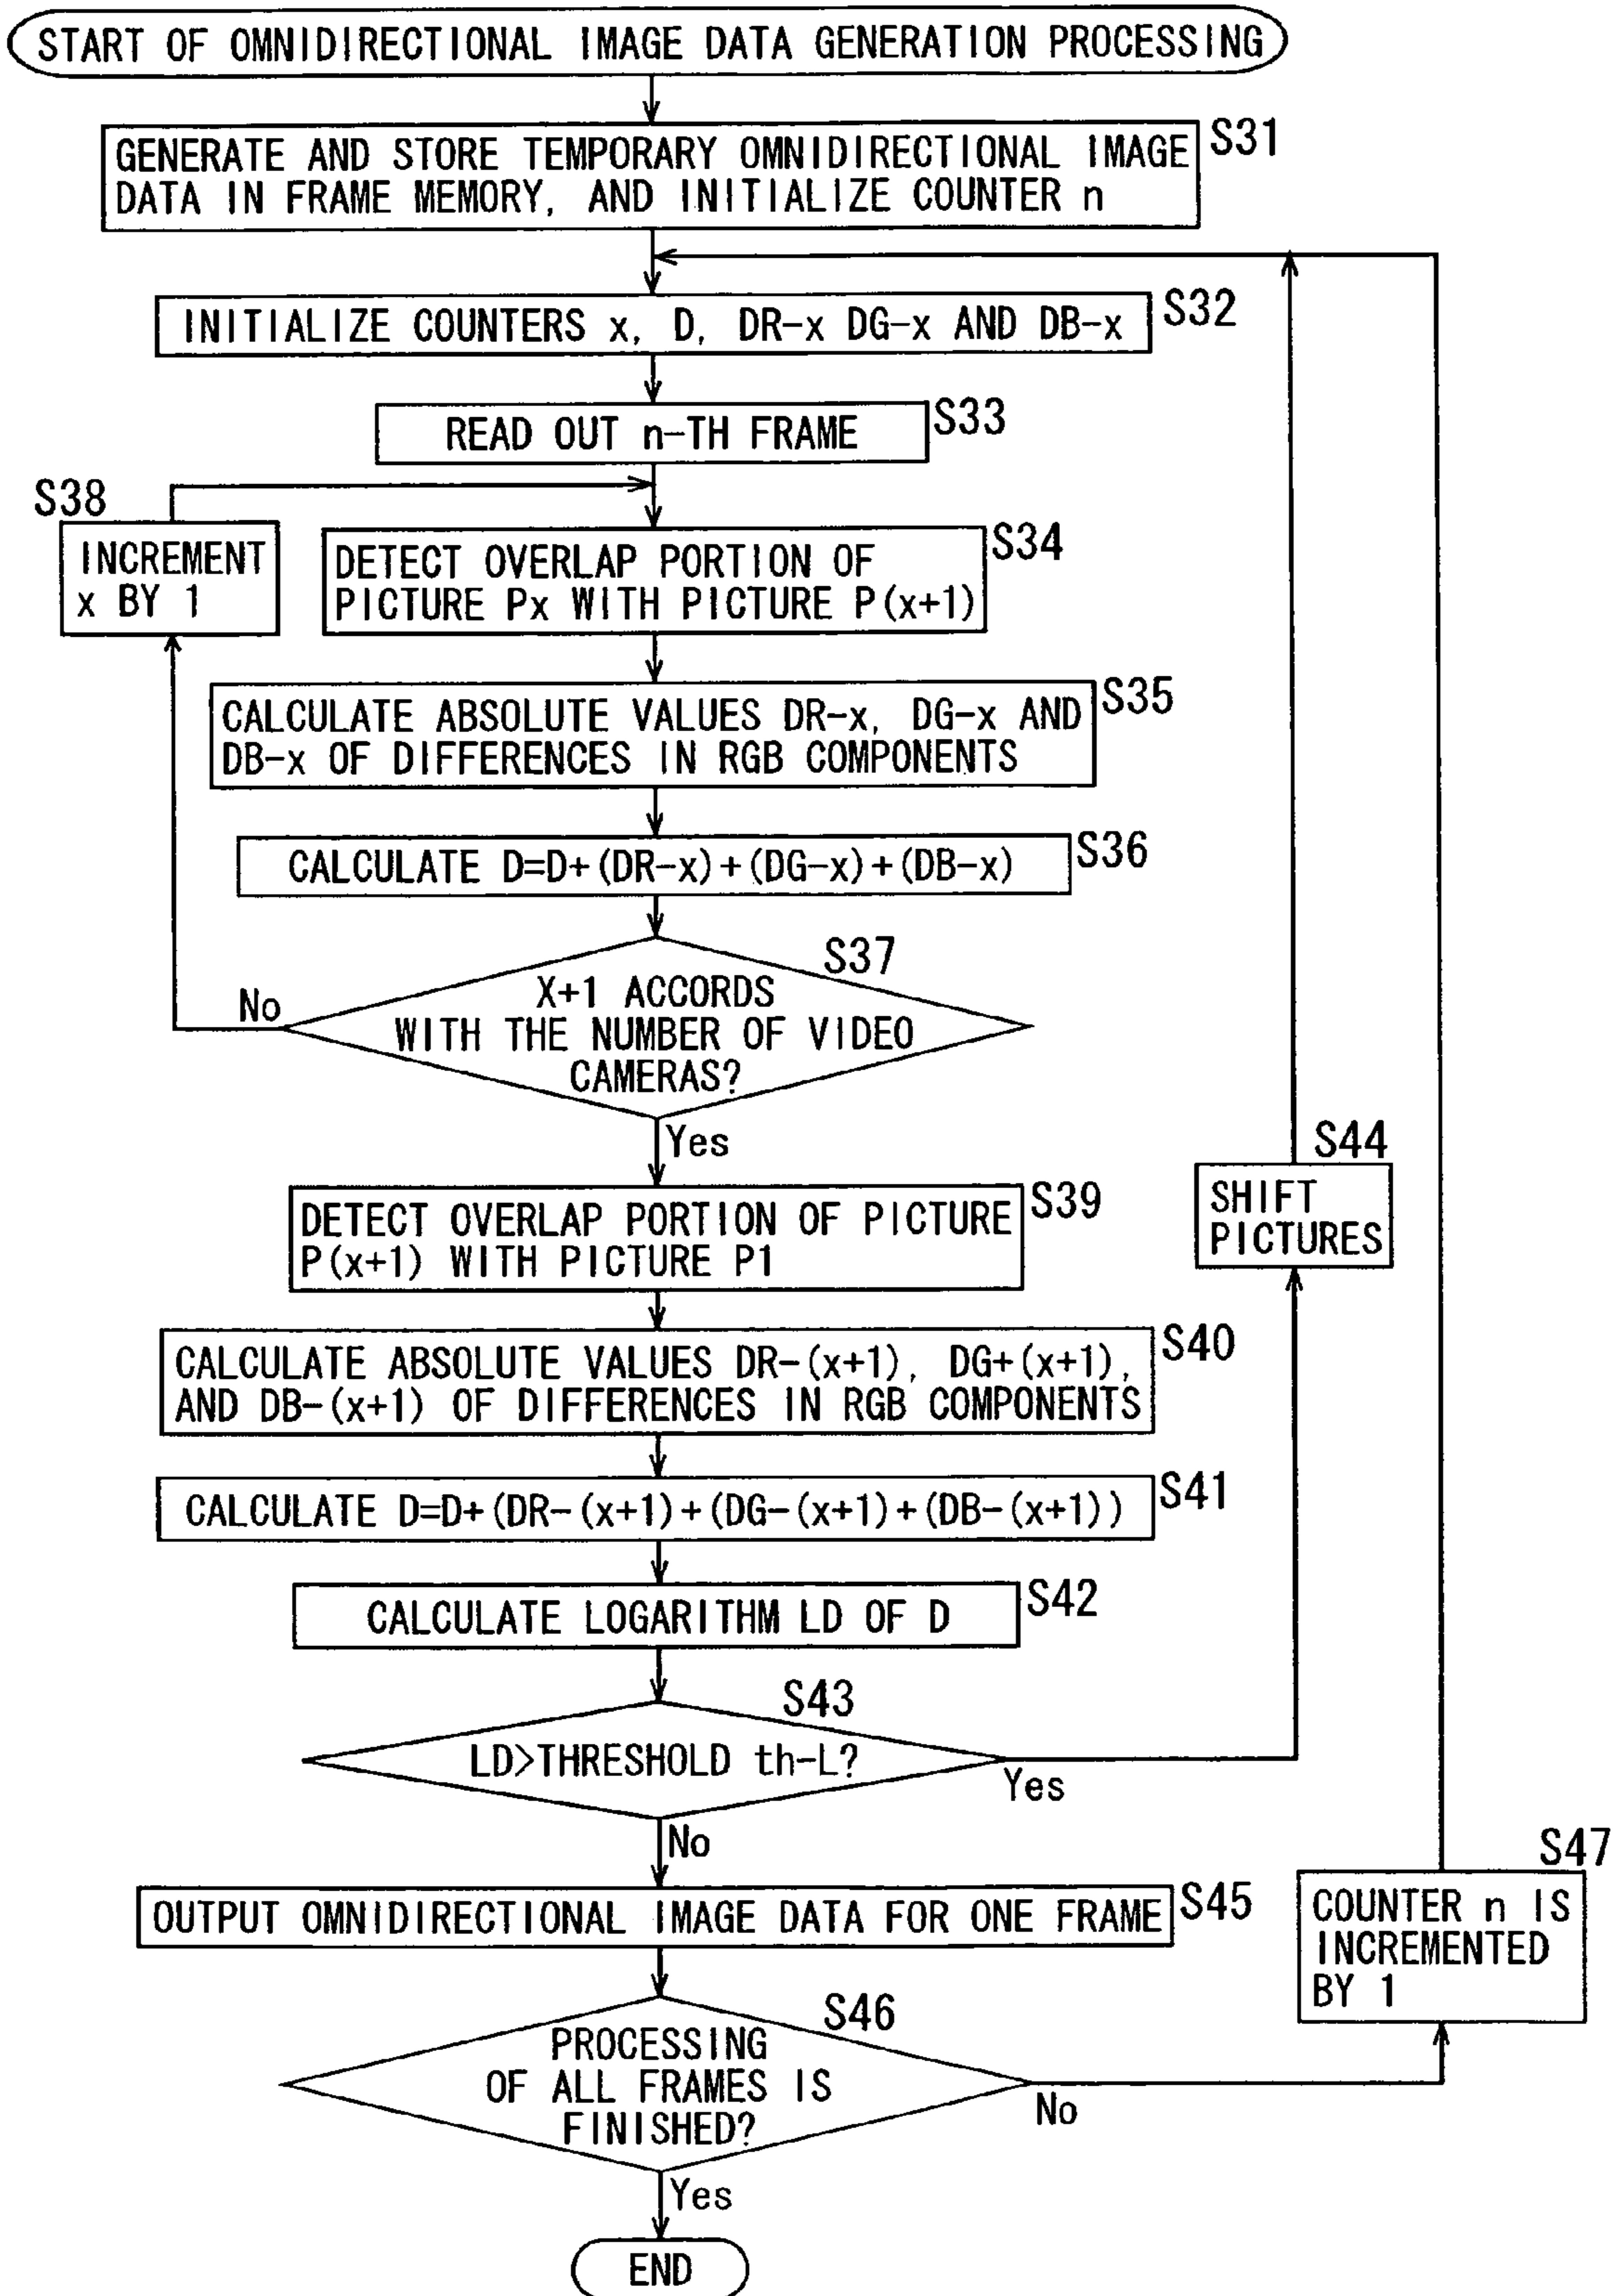 START OF OMNIDIRECTIONAL IMAGE DATA GENERATION PROCESSING
S31
GENERATE AND STORE TEMPORARY OMNIDIRECTIONAL IMAGE
DATA IN FRAME MEMORY, AND INITIALIZE COUNTER n
S32
INITIALIZE COUNTERS x, D, DR-x DG-x AND DB-x
S33
READ OUT n-TH FRAME
S38
INCREMENT
x BY 1
S34
DETECT OVERLAP PORTION OF
PICTURE Px WITH PICTURE P(x+1)
S35
CALCULATE ABSOLUTE VALUES DR-x, DG-x AND
DB-x OF DIFFERENCES IN RGB COMPONENTS
S36
CALCULATE D=D+(DR-x)+(DG-x)+(DB-x)
S37
X+1 ACCORDS
WITH THE NUMBER OF VIDEO
CAMERAS?
No
Yes
S39
DETECT OVERLAP PORTION OF PICTURE
P(x+1) WITH PICTURE P1
S44
SHIFT
PICTURES
S40
CALCULATE ABSOLUTE VALUES DR-(x+1), DG+(x+1),
AND DB-(x+1) OF DIFFERENCES IN RGB COMPONENTS
S41
CALCULATE D=D+(DR-(x+1)+(DG-(x+1)+(DB-(x+1))
S42
CALCULATE LOGARITHM LD OF D
S43
LD>THRESHOLD th-L?
Yes
No
S45
OUTPUT OMNIDIRECTIONAL IMAGE DATA FOR ONE FRAME
S47
COUNTER n IS
INCREMENTED
BY 1
S46
PROCESSING
OF ALL FRAMES IS
FINISHED?
No
Yes
END